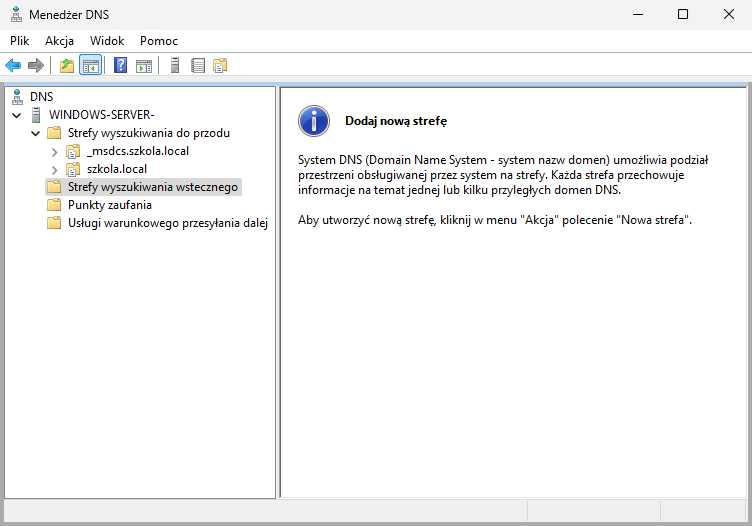 Menedżer DNS
Plik Akcja Widok Pomoc
DNS
WINDOWS-SERVER-
Strefy wyszukiwania do przodu
_msdcs.szkola.local
szkola.local
Strefy wyszukiwania wstecznego
Punkty zaufania
Usługi warunkowego przesyłania dalej
Dodaj nową strefę
System DNS (Domain Name System - system nazw domen) umożliwia podział
przestrzeni obsługiwanej przez system na strefy. Każda strefa przechowuje
informacje na temat jednej lub kilku przyległych domen DNS.
Aby utworzyć nową strefę, kliknij w menu "Akcja" polecenie "Nowa strefa".